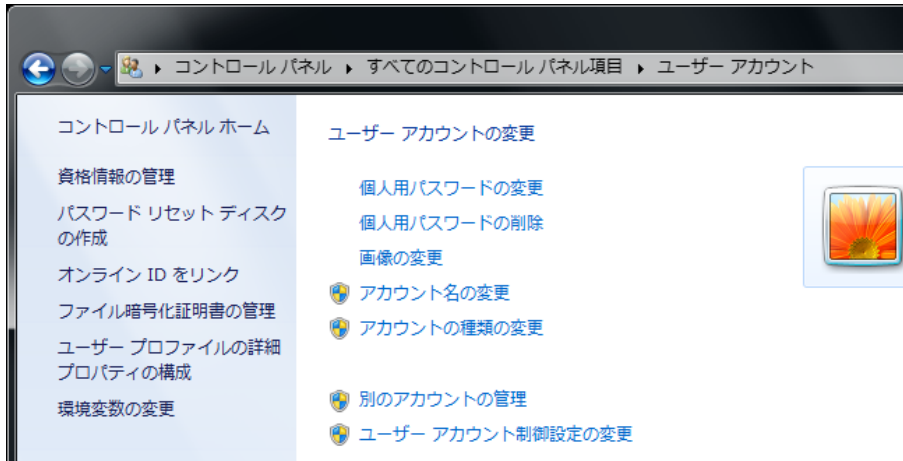 コントロール パネル ▸ すべてのコントロール パネル項目 ▸ ユーザー アカウント
コントロール パネル ホーム
資格情報の管理
パスワード リセット ディスク
の作成
オンライン ID をリンク
ファイル暗号化証明書の管理
ユーザー プロファイルの詳細
プロパティの構成
環境変数の変更
ユーザー アカウントの変更
個人用パスワードの変更
個人用パスワードの削除
画像の変更
アカウント名の変更
アカウントの種類の変更
別のアカウントの管理
ユーザー アカウント制御設定の変更